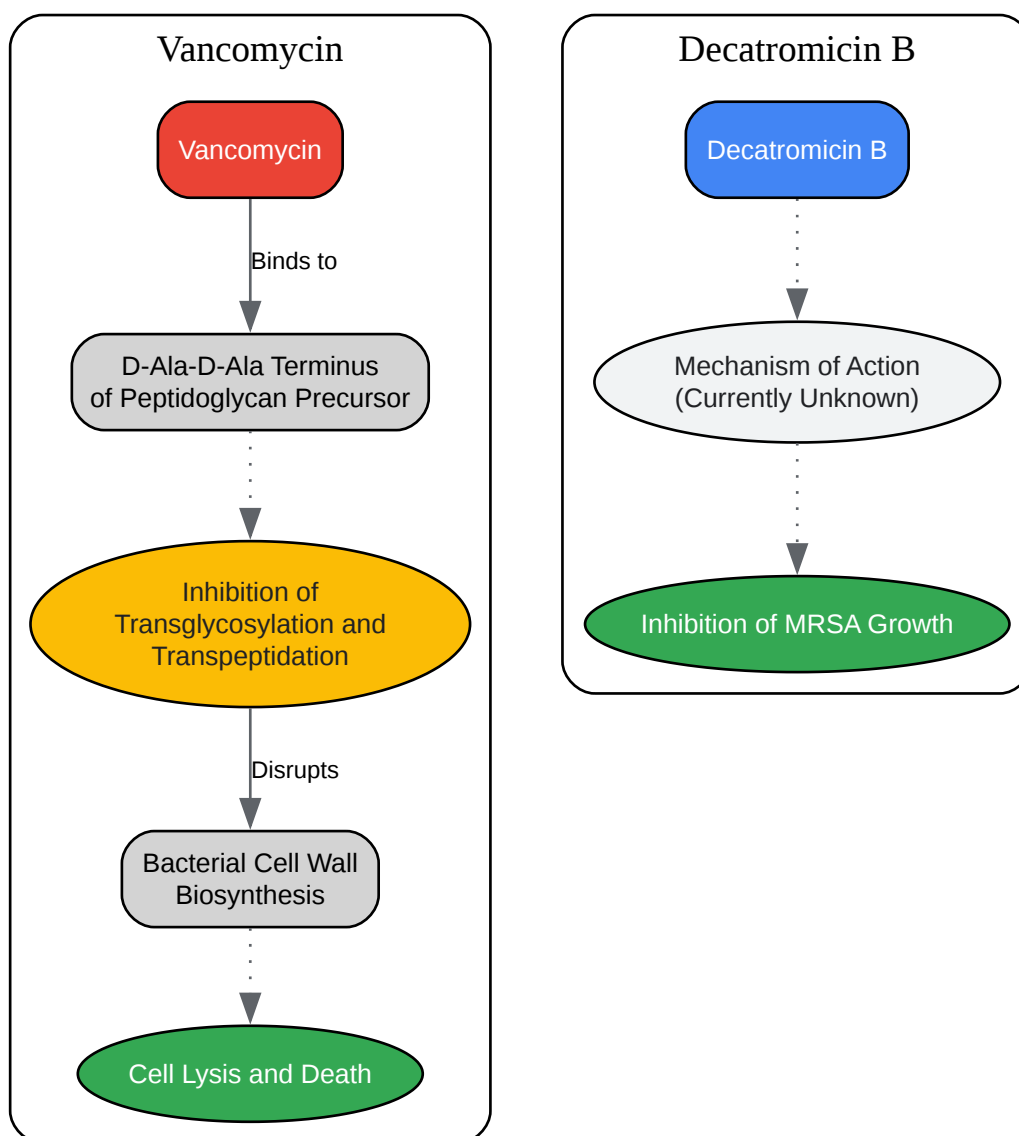 Vancomycin
Vancomycin
Binds to
D-Ala-D-Ala Terminus
of Peptidoglycan Precursor
Inhibition of
Transglycosylation and
Transpeptidation
Disrupts
Bacterial Cell Wall
Biosynthesis
Cell Lysis and Death
Decatromicin B
Decatromicin B
Mechanism of Action
(Currently Unknown)
Inhibition of MRSA Growth